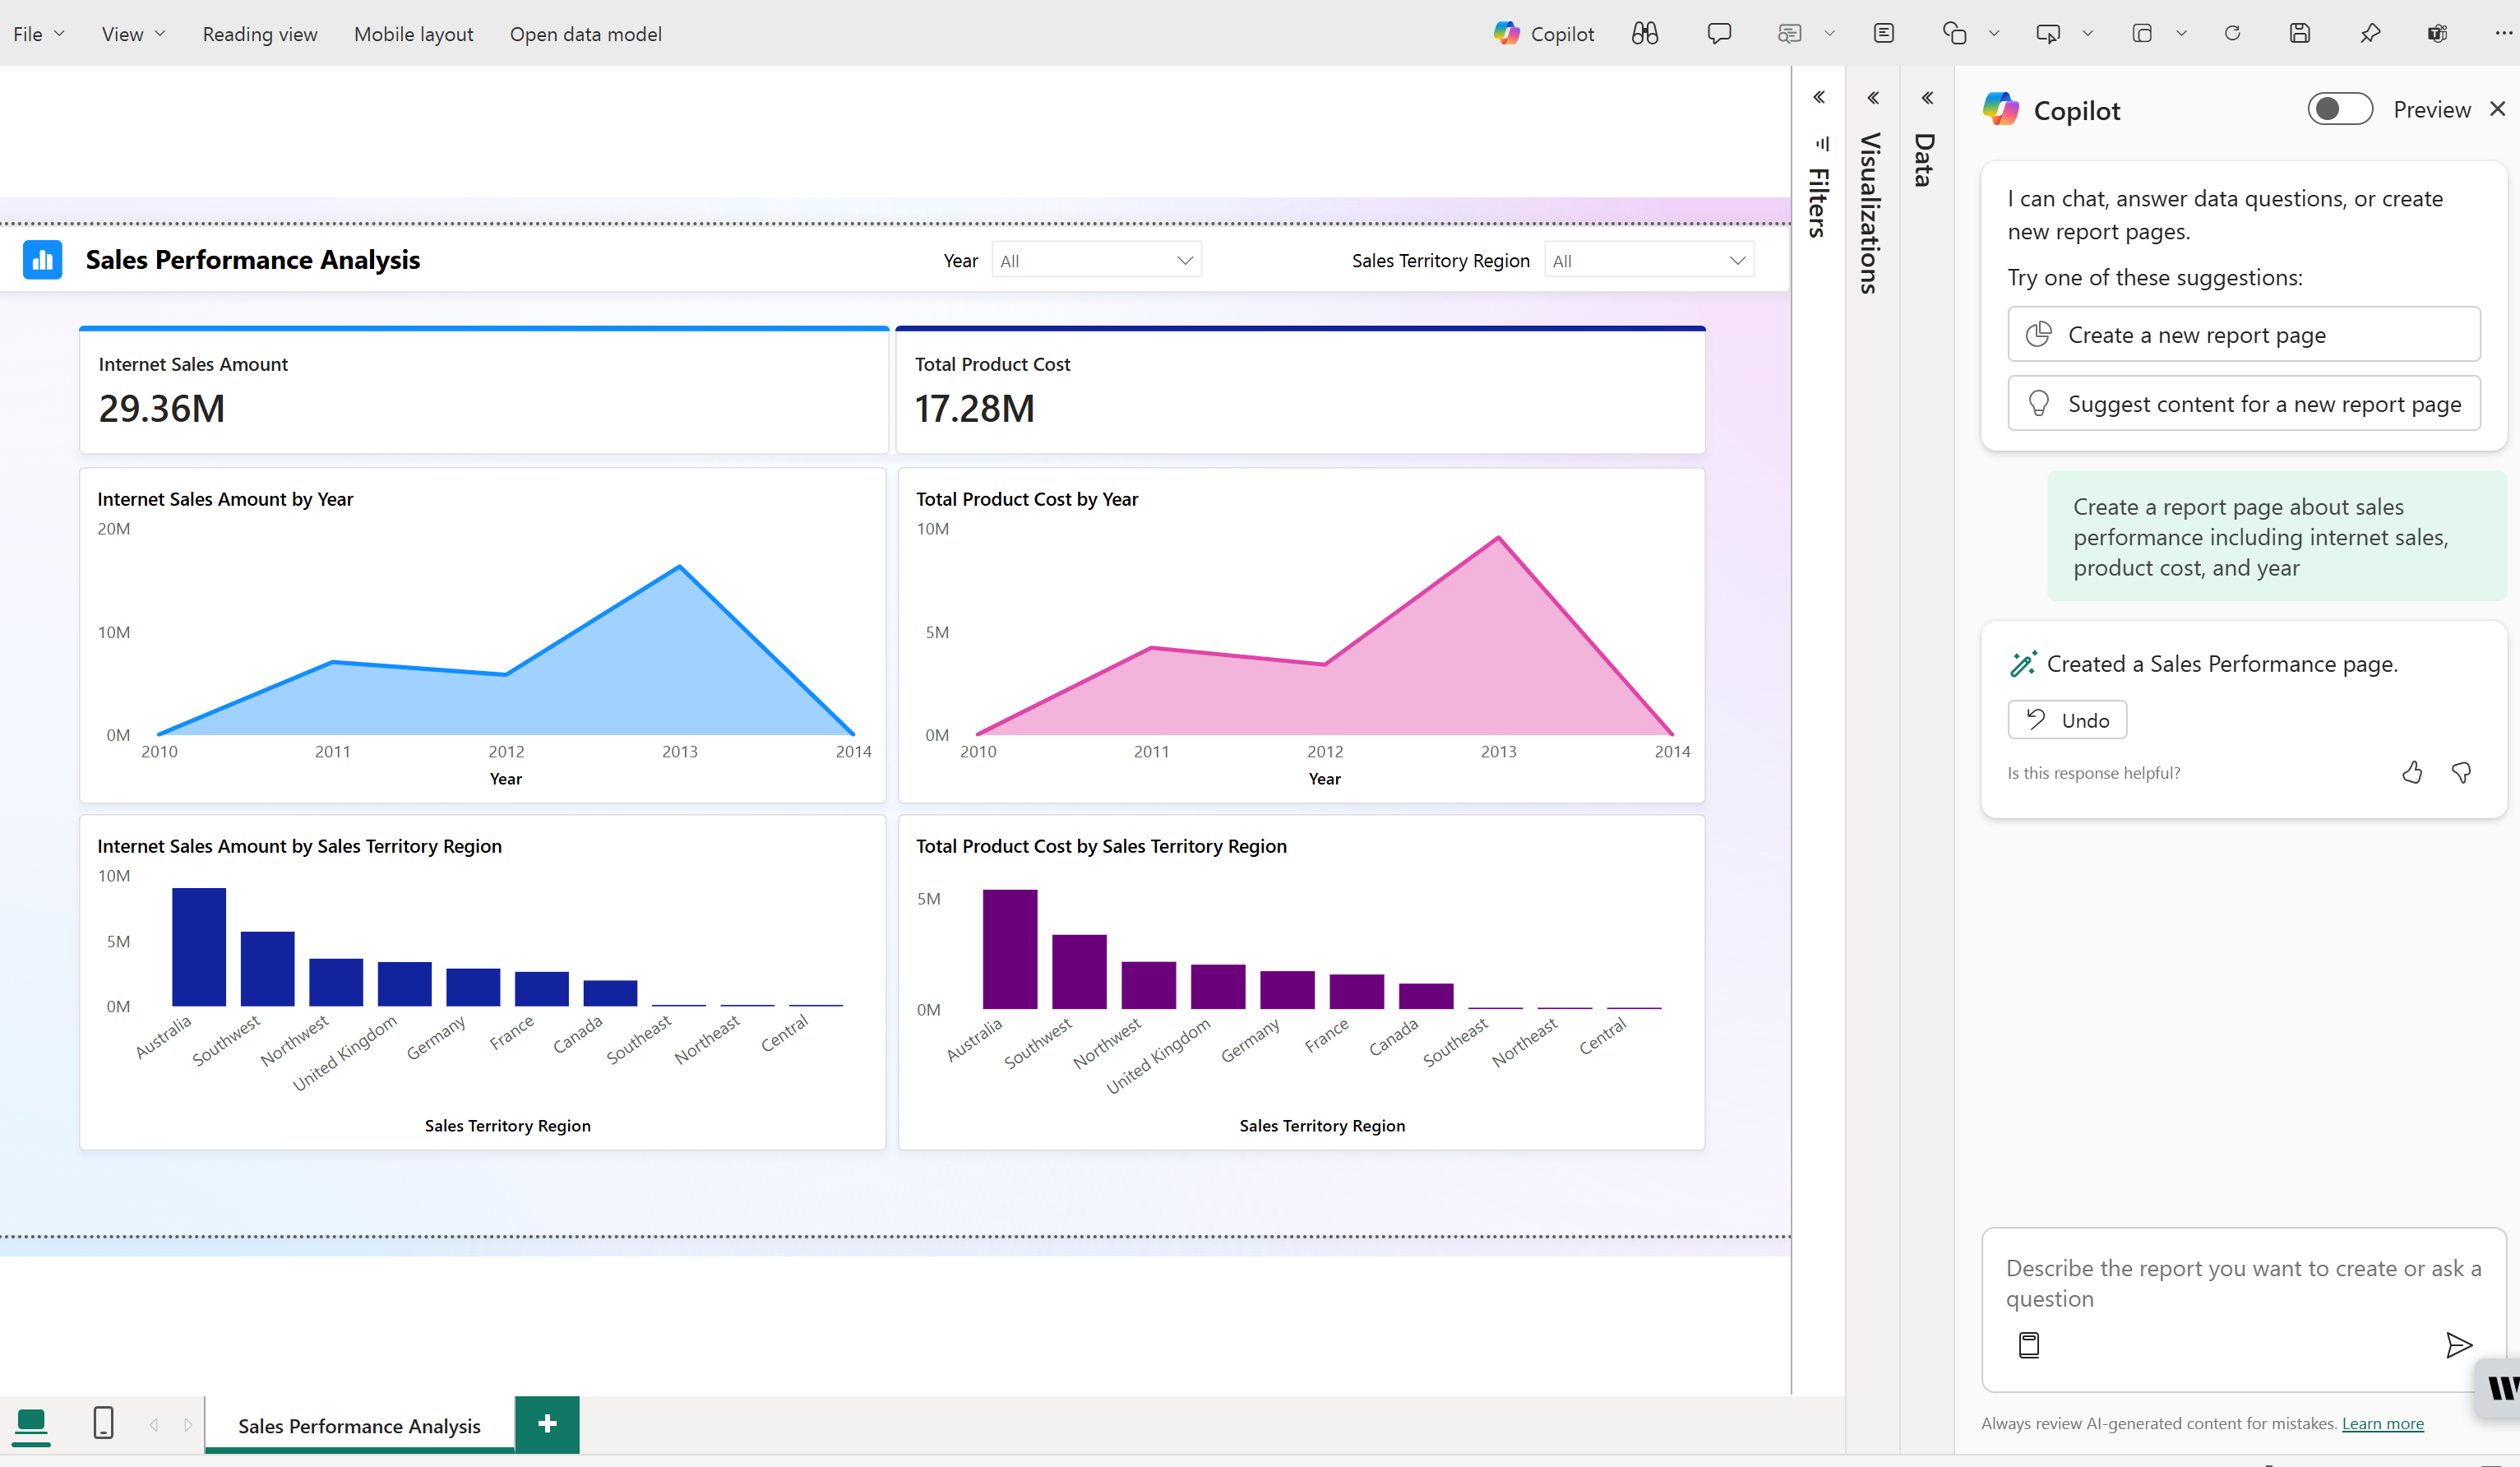 File
View
Reading view
Mobile layout
Open data model
Copilot
Sales Performance Analysis
Year
All
Sales Territory Region
All
Internet Sales Amount
29.36M
Total Product Cost
17.28M
Internet Sales Amount by Year
20M
10M
0M
2010 2011 2012 2013 2014
Year
Total Product Cost by Year
10M
5M
0M
2010 2011 2012 2013 2014
Year
Internet Sales Amount by Sales Territory Region
10M
5M
0M
Australia Southwest Northwest United Kingdom Germany France Canada Southeast Northeast Central
Sales Territory Region
Total Product Cost by Sales Territory Region
5M
0M
Australia Southwest Northwest United Kingdom Germany France Canada Southeast Northeast Central
Sales Territory Region
Sales Performance Analysis
Filters
Visualizations
Data
Copilot
Preview
I can chat, answer data questions, or create
new report pages.
Try one of these suggestions:
Create a new report page
Suggest content for a new report page
Create a report page about sales
performance including internet sales,
product cost, and year
Created a Sales Performance page.
Undo
Is this response helpful?
Describe the report you want to create or ask a
question
Always review AI-generated content for mistakes. Learn more